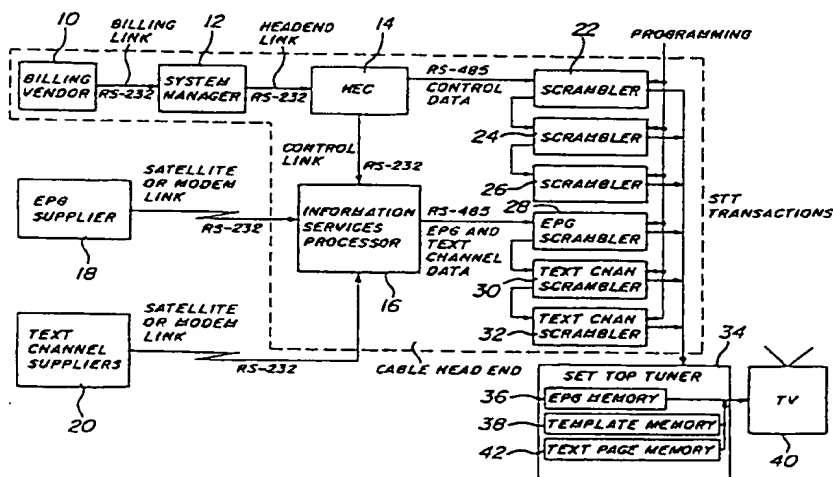 10
BILLING LINK
12
HEADEND LINK
14
22
PROGRAMMING
BILLING VENDOR
RS-232
SYSTEM MANAGER
RS-232
HEC
RS-485
CONTROL DATA
SCRAMBLER
24
SCRAMBLER
CONTROL LINK
RS-232
26
SCRAMBLER
STT TRANSACTIONS
SATELLITE OR MODEM LINK
EPG SUPPLIER
RS-232
18
INFORMATION SERVICES PROCESSOR
16
RS-485
EPG AND TEXT CHANNEL DATA
28
EPG SCRAMBLER
30
TEXT CHAN SCRAMBLER
32
TEXT CHAN SCRAMBLER
SATELLITE OR MODEM LINK
TEXT CHANNEL SUPPLIERS
RS-232
20
CABLE HEAD END
34
SET TOP TUNER
36
EPG MEMORY
38
TEMPLATE MEMORY
42
TEXT PAGE MEMORY
TV
40